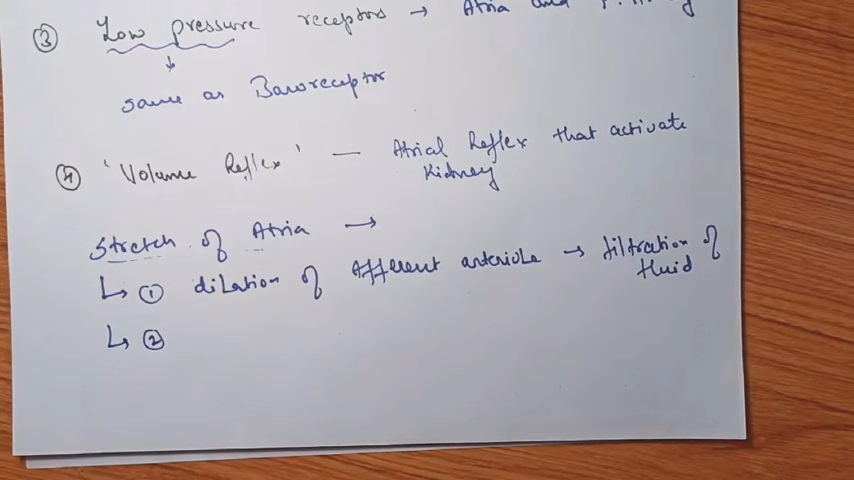 ③ Low pressure receptors → Atria and
↓
same as Baroreceptor
④ 'Volume Reflex' — Atrial Reflex that activate
Kidney
Stretch of Atria →
↳ ① dilation of Afferent arteriole → filtration of
fluid
↳ ②